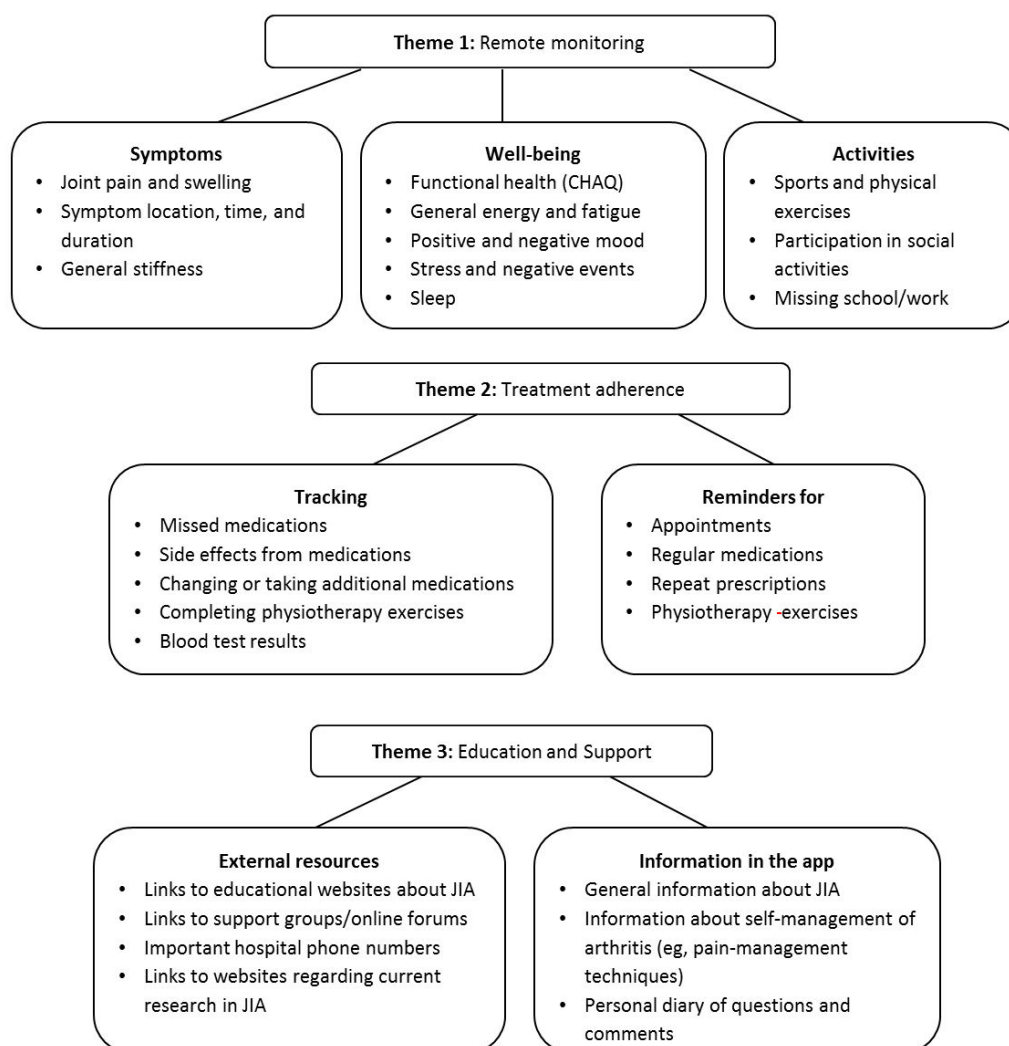 Theme 1: Remote monitoring
Symptoms
• Joint pain and swelling
• Symptom location, time, and
duration
• General stiffness
Well-being
• Functional health (CHAQ)
• General energy and fatigue
• Positive and negative mood
• Stress and negative events
• Sleep
Activities
• Sports and physical
exercises
• Participation in social
activities
• Missing school/work
Theme 2: Treatment adherence
Tracking
• Missed medications
• Side effects from medications
• Changing or taking additional medications
• Completing physiotherapy exercises
• Blood test results
Reminders for
• Appointments
• Regular medications
• Repeat prescriptions
• Physiotherapy -exercises
Theme 3: Education and Support
External resources
• Links to educational websites about JIA
• Links to support groups/online forums
• Important hospital phone numbers
• Links to websites regarding current
research in JIA
Information in the app
• General information about JIA
• Information about self-management of
arthritis (eg, pain-management
techniques)
• Personal diary of questions and
comments